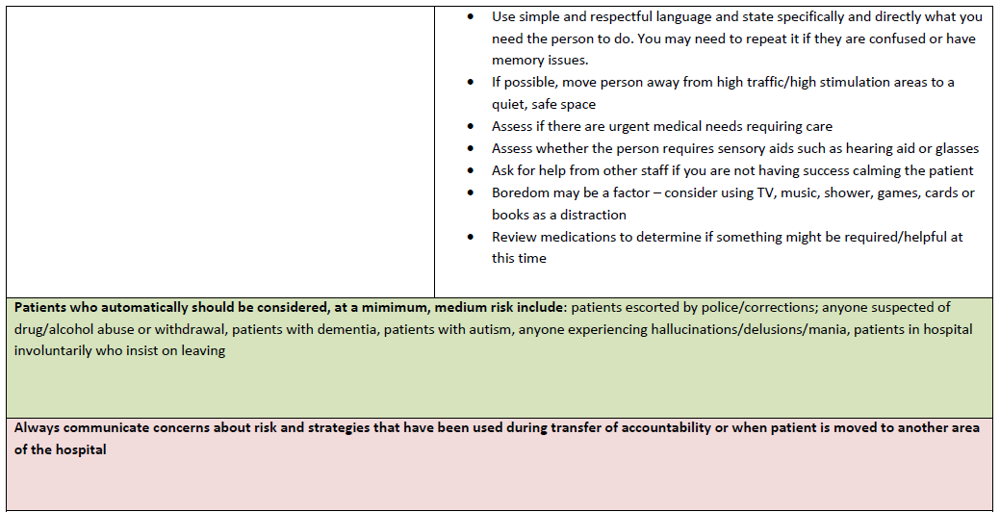 • Use simple and respectful language and state specifically and directly what you
need the person to do. You may need to repeat it if they are confused or have
memory issues.
• If possible, move person away from high traffic/high stimulation areas to a
quiet, safe space
• Assess if there are urgent medical needs requiring care
• Assess whether the person requires sensory aids such as hearing aid or glasses
• Ask for help from other staff if you are not having success calming the patient
• Boredom may be a factor – consider using TV, music, shower, games, cards or
books as a distraction
• Review medications to determine if something might be required/helpful at
this time
Patients who automatically should be considered, at a mimimum, medium risk include: patients escorted by police/corrections; anyone suspected of
drug/alcohol abuse or withdrawal, patients with dementia, patients with autism, anyone experiencing hallucinations/delusions/mania, patients in hospital
involuntarily who insist on leaving
Always communicate concerns about risk and strategies that have been used during transfer of accountability or when patient is moved to another area
of the hospital